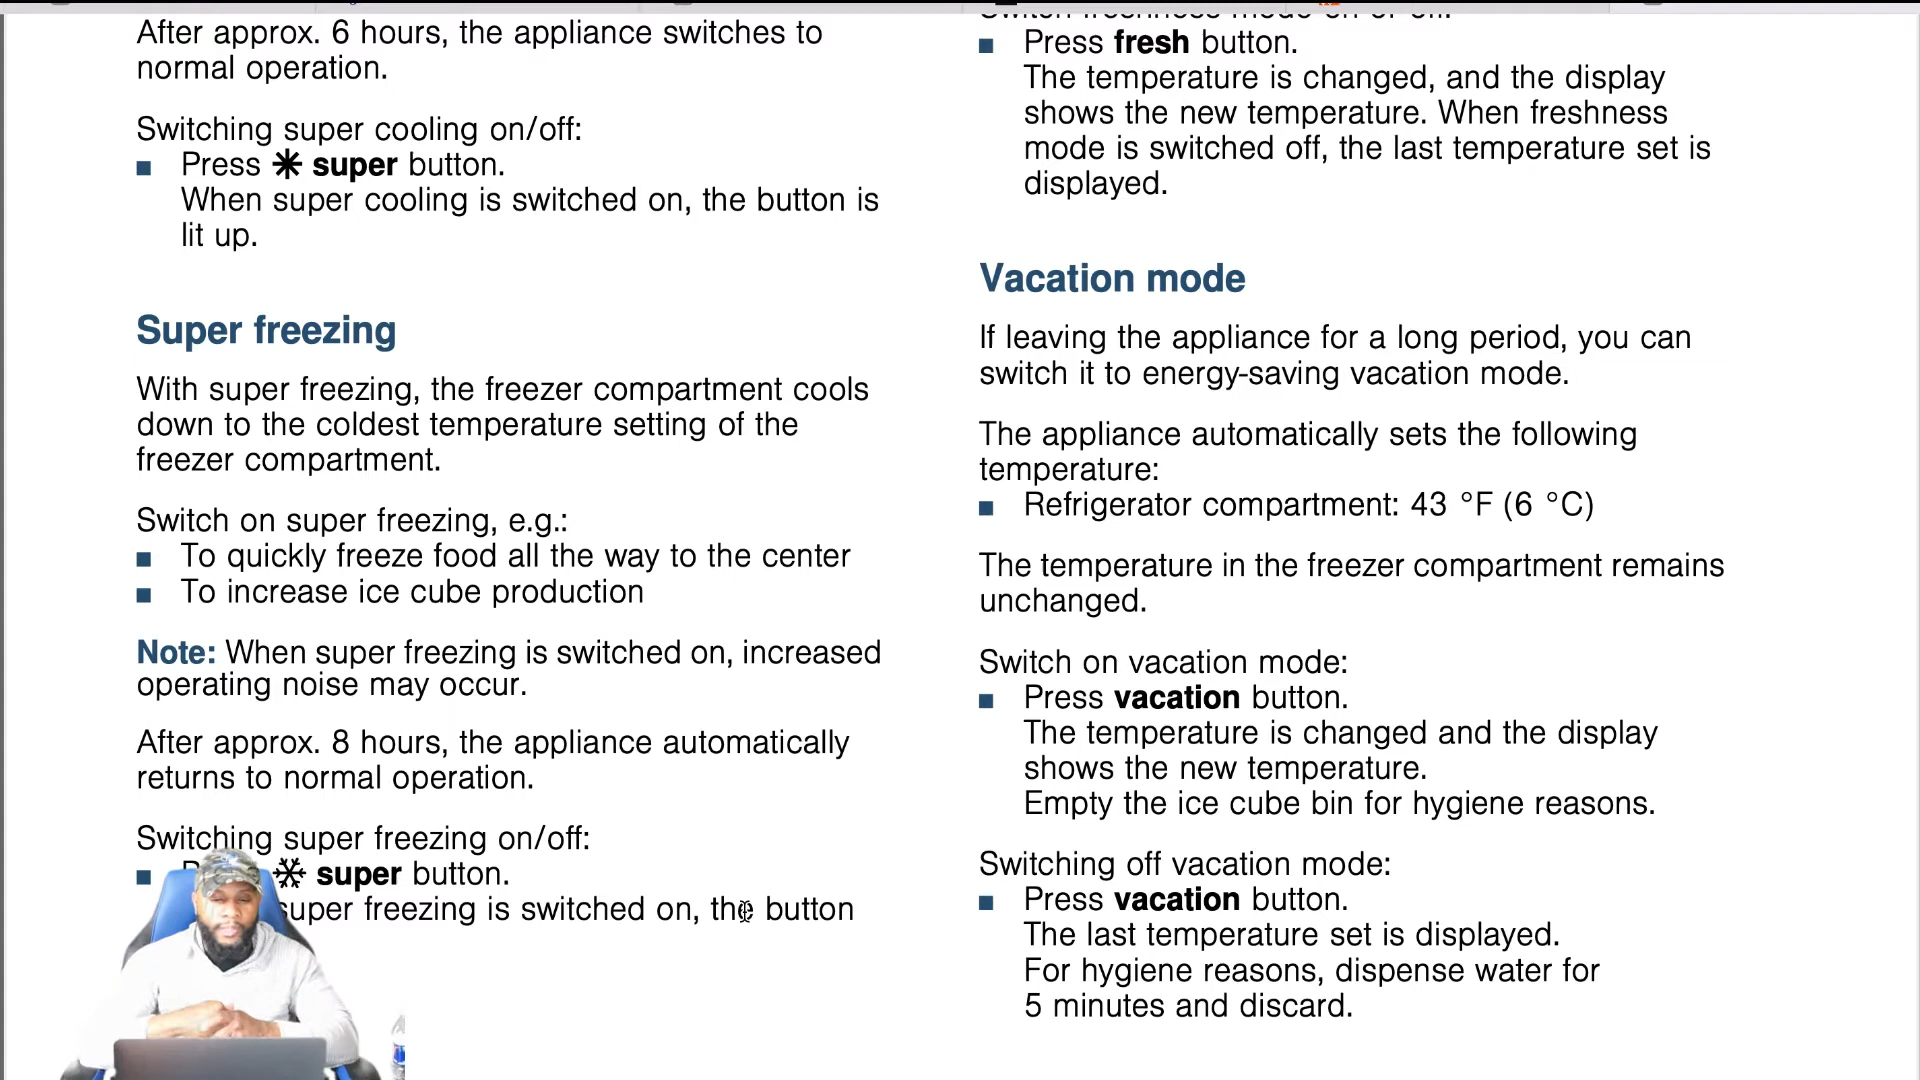 After approx. 6 hours, the appliance switches to
normal operation.
Switching super cooling on/off:
Press super button.
When super cooling is switched on, the button is
lit up.
Super freezing
With super freezing, the freezer compartment cools
down to the coldest temperature setting of the
freezer compartment.
Switch on super freezing, e.g.:
To quickly freeze food all the way to the center
To increase ice cube production
Note: When super freezing is switched on, increased
operating noise may occur.
After approx. 8 hours, the appliance automatically
returns to normal operation.
Switching super freezing on/off:
super button.
super freezing is switched on, the button
Switch freshness mode on or off:
Press fresh button.
The temperature is changed, and the display
shows the new temperature. When freshness
mode is switched off, the last temperature set is
displayed.
Vacation mode
If leaving the appliance for a long period, you can
switch it to energy-saving vacation mode.
The appliance automatically sets the following
temperature:
Refrigerator compartment: 43 °F (6 °C)
The temperature in the freezer compartment remains
unchanged.
Switch on vacation mode:
Press vacation button.
The temperature is changed and the display
shows the new temperature.
Empty the ice cube bin for hygiene reasons.
Switching off vacation mode:
Press vacation button.
The last temperature set is displayed.
For hygiene reasons, dispense water for
5 minutes and discard.